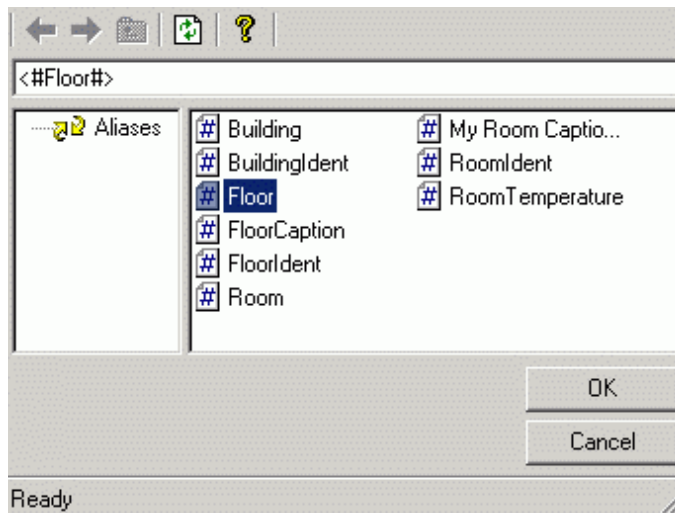 <#Floor#>
Aliases
Building
BuildingIdent
Floor
FloorCaption
FloorIdent
Room
My Room Captio...
RoomIdent
RoomTemperature
OK
Cancel
Ready